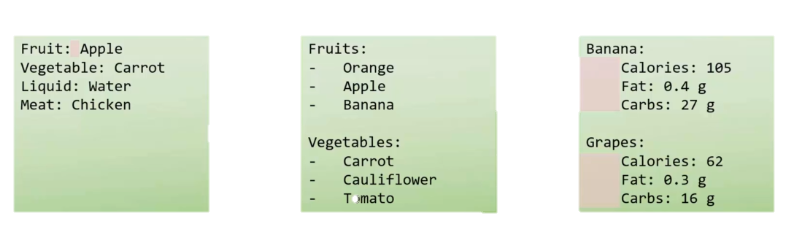 Fruit: Apple
Vegetable: Carrot
Liquid: Water
Meat: Chicken
Fruits:
- Orange
- Apple
- Banana
Vegetables:
- Carrot
- Cauliflower
- Tomato
Banana:
Calories: 105
Fat: 0.4 g
Carbs: 27 g
Grapes:
Calories: 62
Fat: 0.3 g
Carbs: 16 g